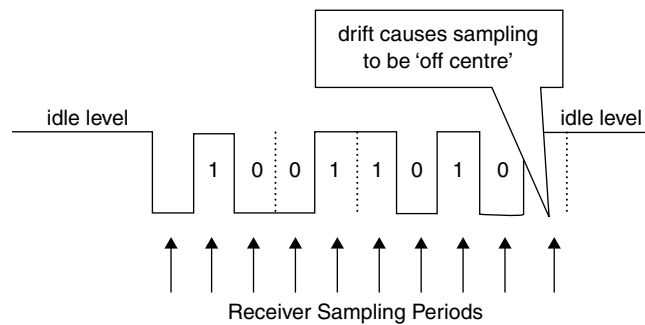 drift causes sampling
to be ‘off centre’
idle level
idle level
1 0 0 1 1 0 1 0
Receiver Sampling Periods